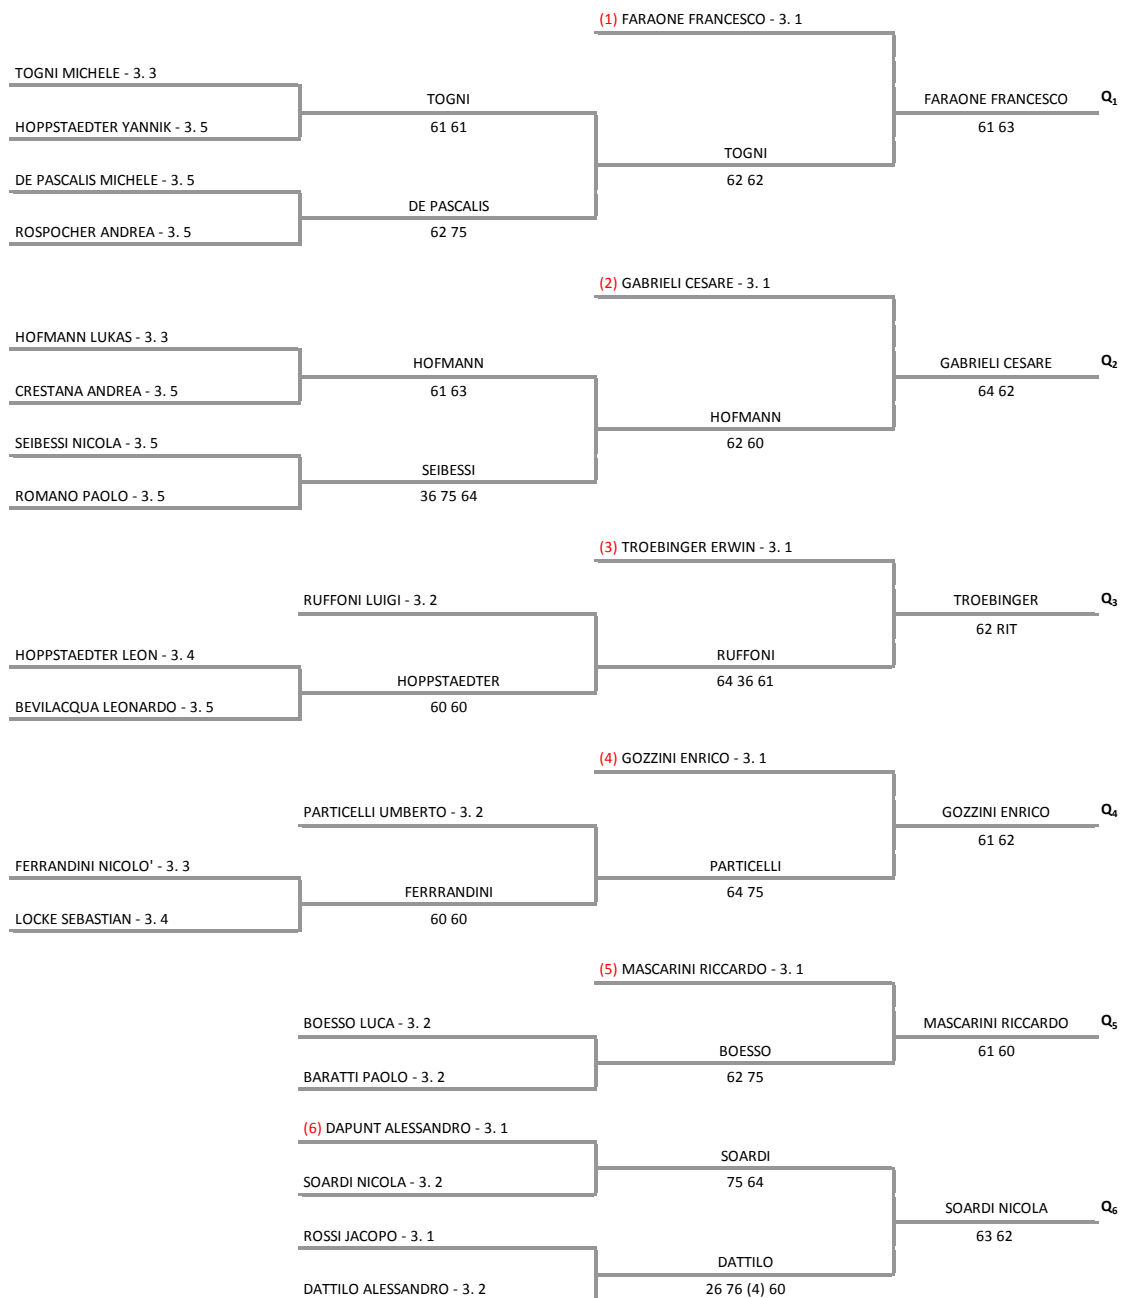 (1) FARAONE FRANCESCO - 3. 1
TOGNI MICHELE - 3. 3
TOGNI
FARAONE FRANCESCO
Q₁
HOPPSTAEDTER YANNIK - 3. 5
61 61
61 63
TOGNI
DE PASCALIS MICHELE - 3. 5
62 62
DE PASCALIS
ROSPOCHER ANDREA - 3. 5
62 75
(2) GABRIELI CESARE - 3. 1
HOFMANN LUKAS - 3. 3
HOFMANN
GABRIELI CESARE
Q₂
CRESTANA ANDREA - 3. 5
61 63
64 62
HOFMANN
SEIBESSI NICOLA - 3. 5
62 60
SEIBESSI
ROMANO PAOLO - 3. 5
36 75 64
(3) TROEBINGER ERWIN - 3. 1
RUFFONI LUIGI - 3. 2
TROEBINGER
Q₃
62 RIT
HOPPSTAEDTER LEON - 3. 4
RUFFONI
HOPPSTAEDTER
64 36 61
BEVILACQUA LEONARDO - 3. 5
60 60
(4) GOZZINI ENRICO - 3. 1
PARTICELLI UMBERTO - 3. 2
GOZZINI ENRICO
Q₄
61 62
FERRANDINI NICOLO' - 3. 3
PARTICELLI
FERRRANDINI
64 75
LOCKE SEBASTIAN - 3. 4
60 60
(5) MASCARINI RICCARDO - 3. 1
BOESSO LUCA - 3. 2
MASCARINI RICCARDO
Q₅
BOESSO
61 60
BARATTI PAOLO - 3. 2
62 75
(6) DAPUNT ALESSANDRO - 3. 1
SOARDI
SOARDI NICOLA - 3. 2
75 64
SOARDI NICOLA
Q₆
ROSSI JACOPO - 3. 1
63 62
DATTILO
DATTILO ALESSANDRO - 3. 2
26 76 (4) 60